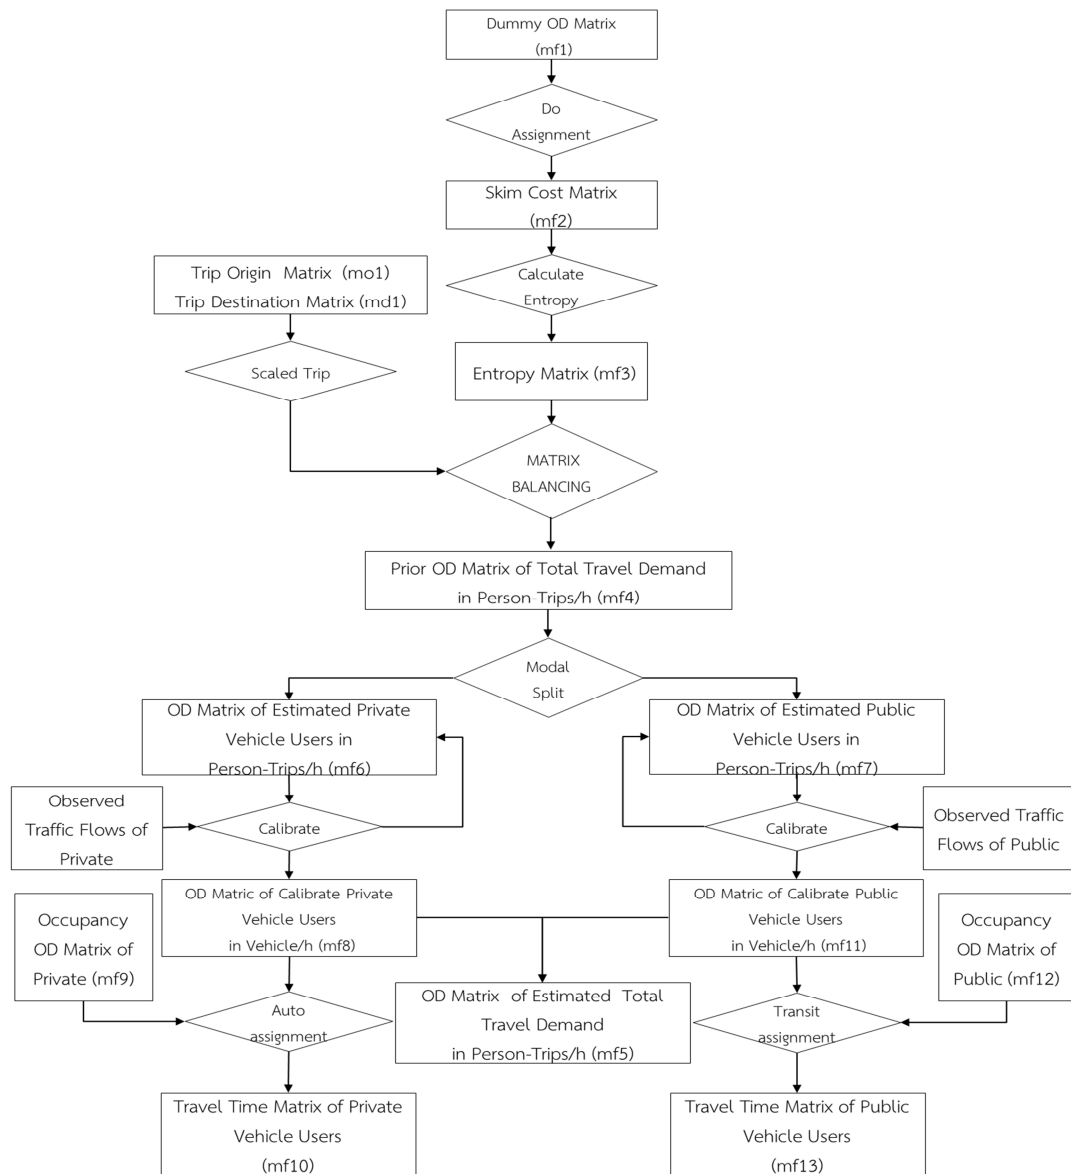 Dummy OD Matrix
(mf1)
Do
Assignment
Skim Cost Matrix
(mf2)
Trip Origin Matrix (mo1)
Trip Destination Matrix (md1)
Calculate
Entropy
Scaled Trip
Entropy Matrix (mf3)
MATRIX
BALANCING
Prior OD Matrix of Total Travel Demand
in Person-Trips/h (mf4)
Modal
Split
OD Matrix of Estimated Private
Vehicle Users in
Person-Trips/h (mf6)
OD Matrix of Estimated Public
Vehicle Users in
Person-Trips/h (mf7)
Observed
Traffic Flows of
Private
Calibrate
Calibrate
Observed Traffic
Flows of Public
OD Matric of Calibrate Private
Vehicle Users
in Vehicle/h (mf8)
OD Matric of Calibrate Public
Vehicle Users
in Vehicle/h (mf11)
Occupancy
OD Matrix of
Private (mf9)
Occupancy
OD Matrix of
Public (mf12)
Auto
assignment
OD Matrix of Estimated Total
Travel Demand
in Person-Trips/h (mf5)
Transit
assignment
Travel Time Matrix of Private
Vehicle Users
(mf10)
Travel Time Matrix of Public
Vehicle Users
(mf13)